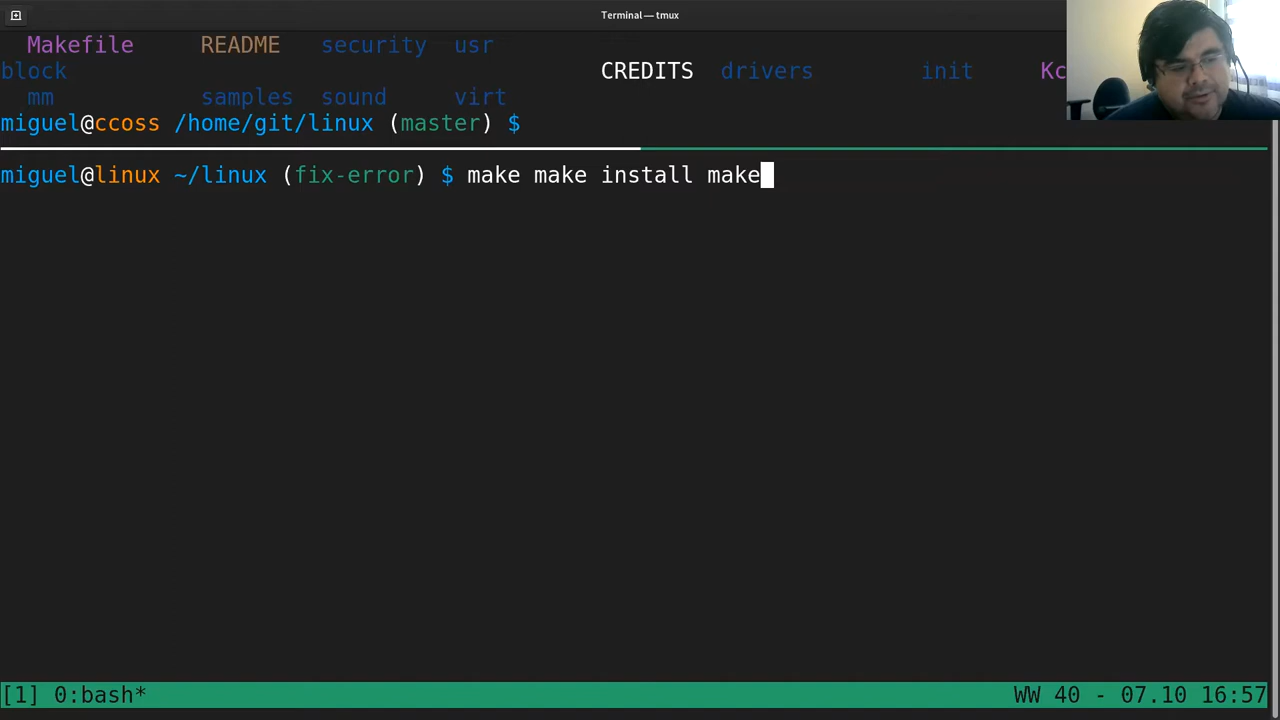 Terminal — tmux
Makefile README security usr
block CREDITS drivers init Kc
mm samples sound virt
miguel@ccoss /home/git/linux (master) $
miguel@linux ~/linux (fix-error) $ make make install make
[1] 0:bash* WW 40 - 07.10 16:57